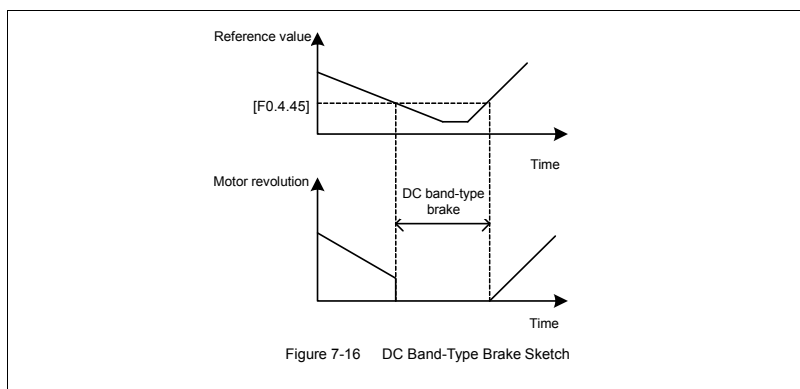 Reference value
[F0.4.45]
Time
Motor revolution
DC band-type
brake
Time
Figure 7-16 DC Band-Type Brake Sketch